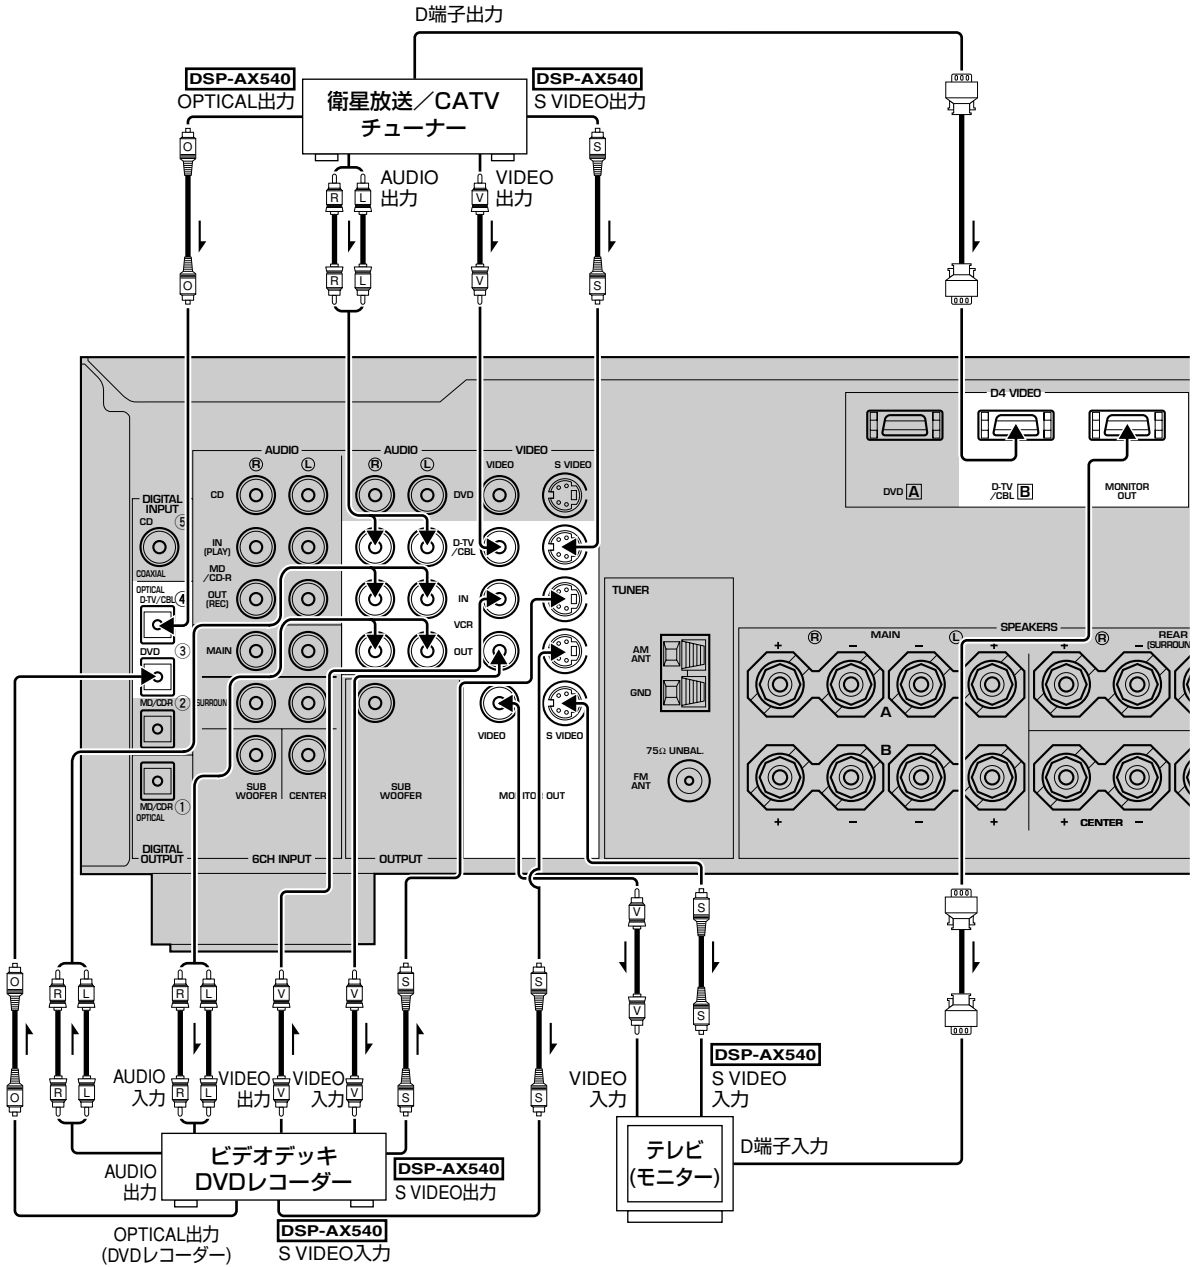 D端子出力
DSP-AX540
OPTICAL出力
衛星放送／CATV
チューナー
DSP-AX540
S VIDEO出力
AUDIO
出力
VIDEO
出力
O
R
L
V
S
O
R
L
V
S
D4 VIDEO
DVD A
D-TV
/CBL B
MONITOR
OUT
AUDIO
AUDIO
VIDEO
R
L
R
L
VIDEO
S VIDEO
DIGITAL
INPUT
CD 5
COAXIAL
CD
DVD
IN
(PLAY)
D-TV
/CBL
MD
/CD-R
OPTICAL
D-TV/CBL 4
OUT
(REC)
IN
VCR
DVD 3
MAIN
OUT
MD/CD-R 2
SURROUN
VIDEO
S VIDEO
SUB
WOOFER
CENTER
SUB
WOOFER
MONITOR OUT
MD/CD-R 1
OPTICAL
DIGITAL
OUTPUT
6CH INPUT
OUTPUT
TUNER
AM
ANT
GND
75Ω UNBAL.
FM
ANT
SPEAKERS
R
MAIN
L
R
REAR
(SURROUN
+ − − + + −
A
B
+ − − + + CENTER −
V
S
O
R
L
R
L
V
V
S
S
V
S
O
R
L
R
L
V
V
S
S
AUDIO
入力
VIDEO
出力
VIDEO
入力
VIDEO
入力
DSP-AX540
S VIDEO
入力
ビデオデッキ
DVDレコーダー
テレビ
(モニター)
D端子入力
AUDIO
出力
DSP-AX540
S VIDEO出力
OPTICAL出力
(DVDレコーダー)
DSP-AX540
S VIDEO入力